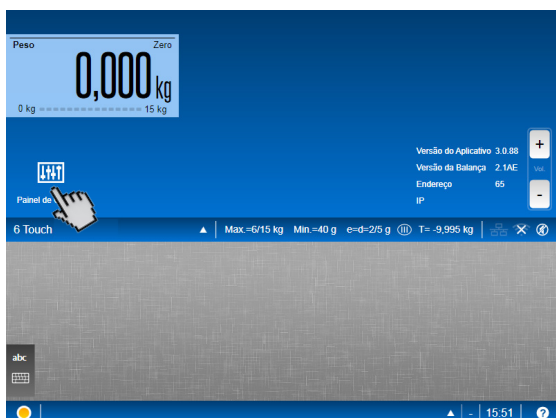 Peso Zero
0,000 kg
0 kg 15 kg
Versão do Aplicativo 3.0.88
Versão da Balança 2.1AE
Endereço 65
IP
+
Vol.
-
Painel de
6 Touch ▲ Max.=6/15 kg Min.=40 g e=d=2/5 g III T= -9,995 kg
abc
▲ - 15:51 ?